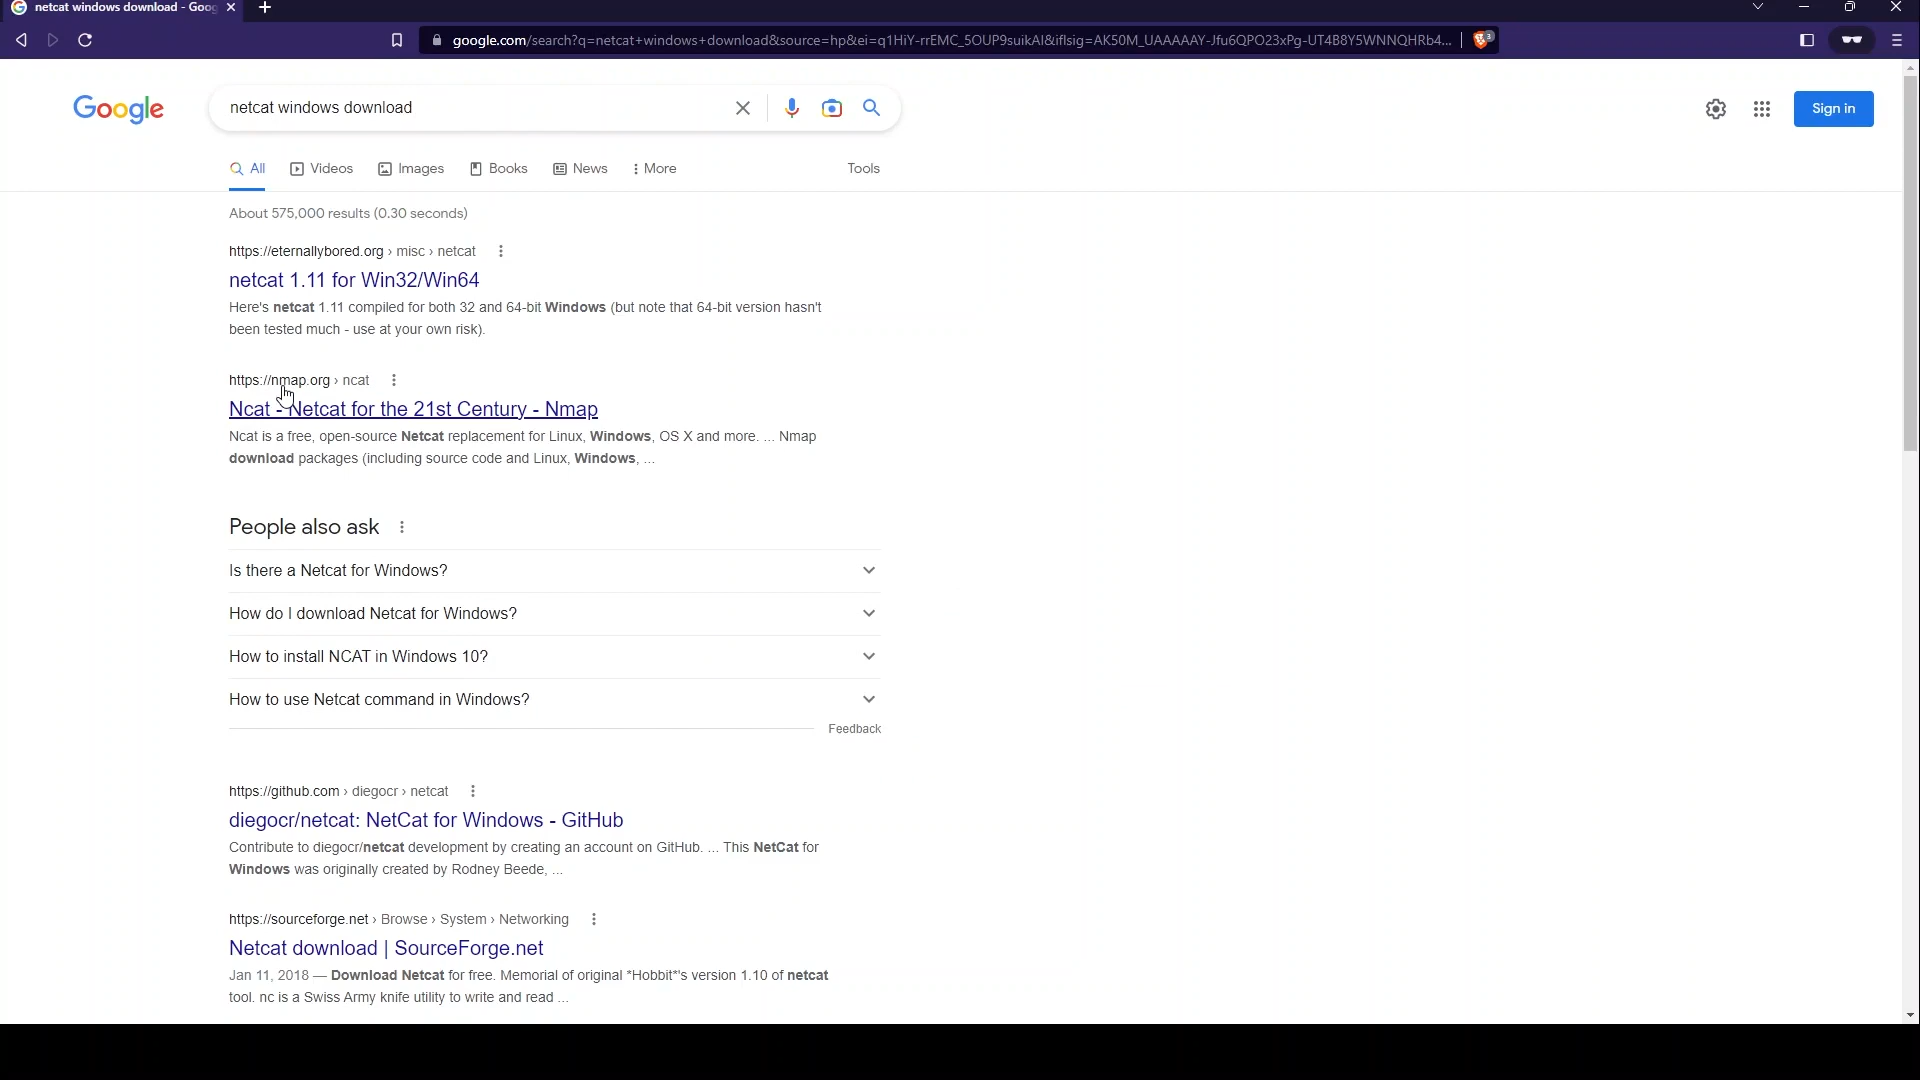 netcat windows download - Goog
google.com/search?q=netcat+windows+download&source=hp&ei=q1HiY-rrEMC_5OUP9suikAI&iflsig=AK50M_UAAAAAY-Jfu6QPO23xPg-UT4B8Y5WNNQHRb4... 3
Google netcat windows download Sign in
All Videos Images Books News More Tools
About 575,000 results (0.30 seconds)
https://eternallybored.org › misc › netcat
netcat 1.11 for Win32/Win64
Here's netcat 1.11 compiled for both 32 and 64-bit Windows (but note that 64-bit version hasn't
been tested much - use at your own risk).
https://nmap.org › ncat
Ncat - Netcat for the 21st Century - Nmap
Ncat is a free, open-source Netcat replacement for Linux, Windows, OS X and more. ... Nmap
download packages (including source code and Linux, Windows, ...
People also ask
Is there a Netcat for Windows?
How do I download Netcat for Windows?
How to install NCAT in Windows 10?
How to use Netcat command in Windows?
Feedback
https://github.com › diegocr › netcat
diegocr/netcat: NetCat for Windows - GitHub
Contribute to diegocr/netcat development by creating an account on GitHub. ... This NetCat for
Windows was originally created by Rodney Beede, ...
https://sourceforge.net › Browse › System › Networking
Netcat download | SourceForge.net
Jan 11, 2018 — Download Netcat for free. Memorial of original *Hobbit*'s version 1.10 of netcat
tool. nc is a Swiss Army knife utility to write and read ...